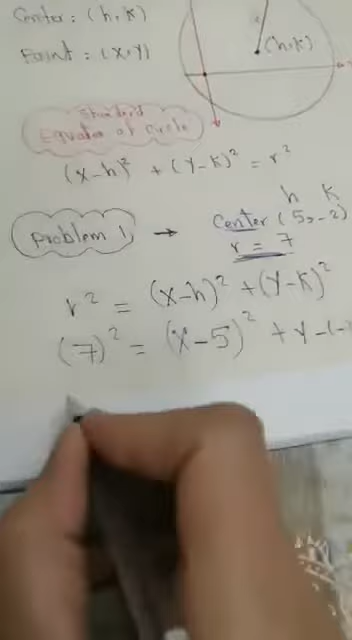 Center: (h,k)
Point: (x,y)
(h,k)
Standard
Equation of Circle
(x-h)² + (y-k)² = r²
h k
Problem 1 → Center (5,-2)
r = 7
r² = (x-h)² + (y-k)²
(7)² = (x-5)² + y-(-